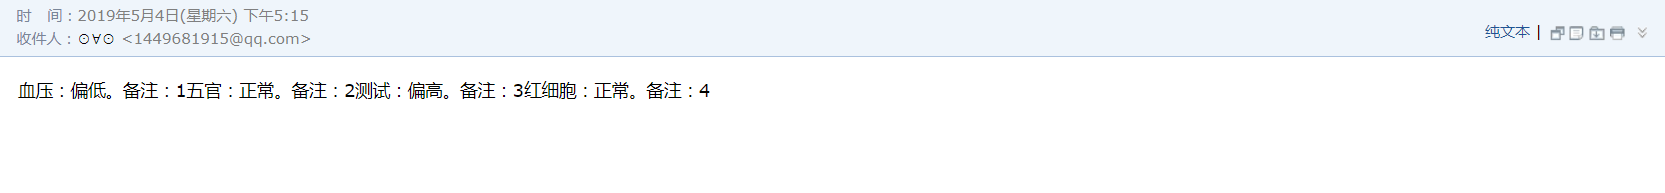 时　间：2019年5月4日(星期六) 下午5:15
收件人：⊙∀⊙ <1449681915@qq.com>
纯文本 |
血压：偏低。备注：1五官：正常。备注：2测试：偏高。备注：3红细胞：正常。备注：4